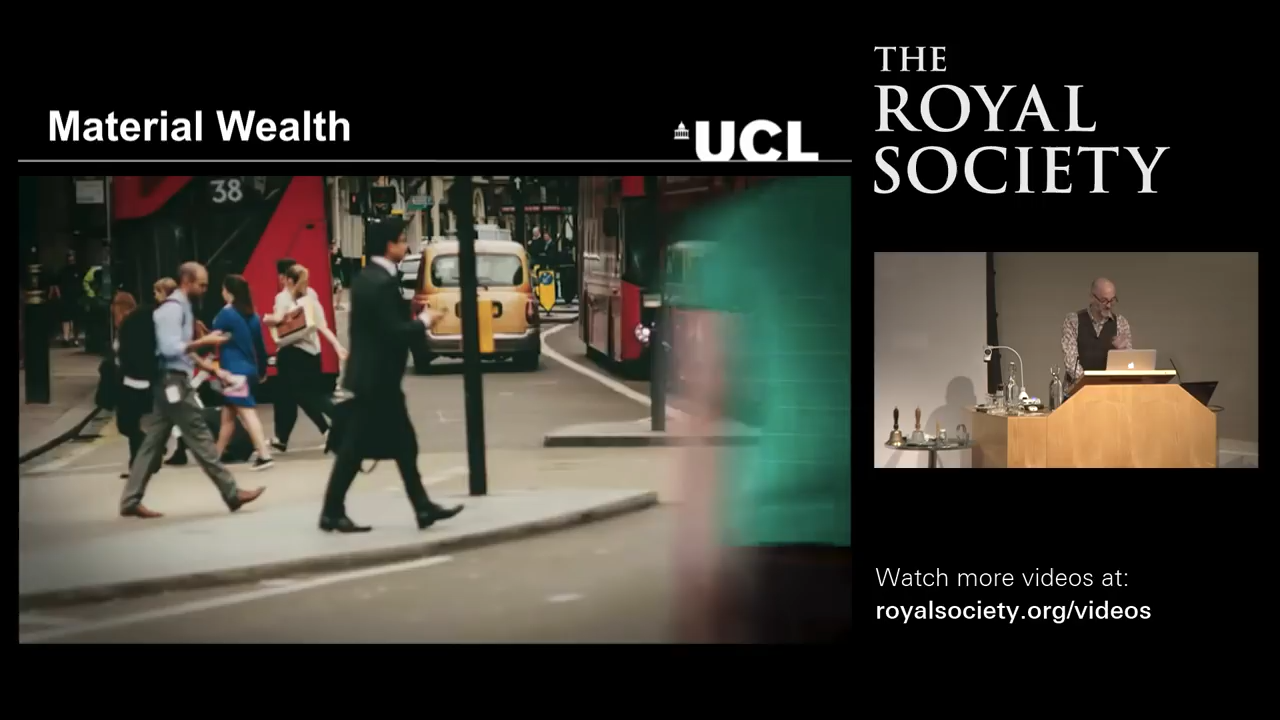 Material Wealth
UCL
38
THE
ROYAL
SOCIETY
Watch more videos at:
royalsociety.org/videos